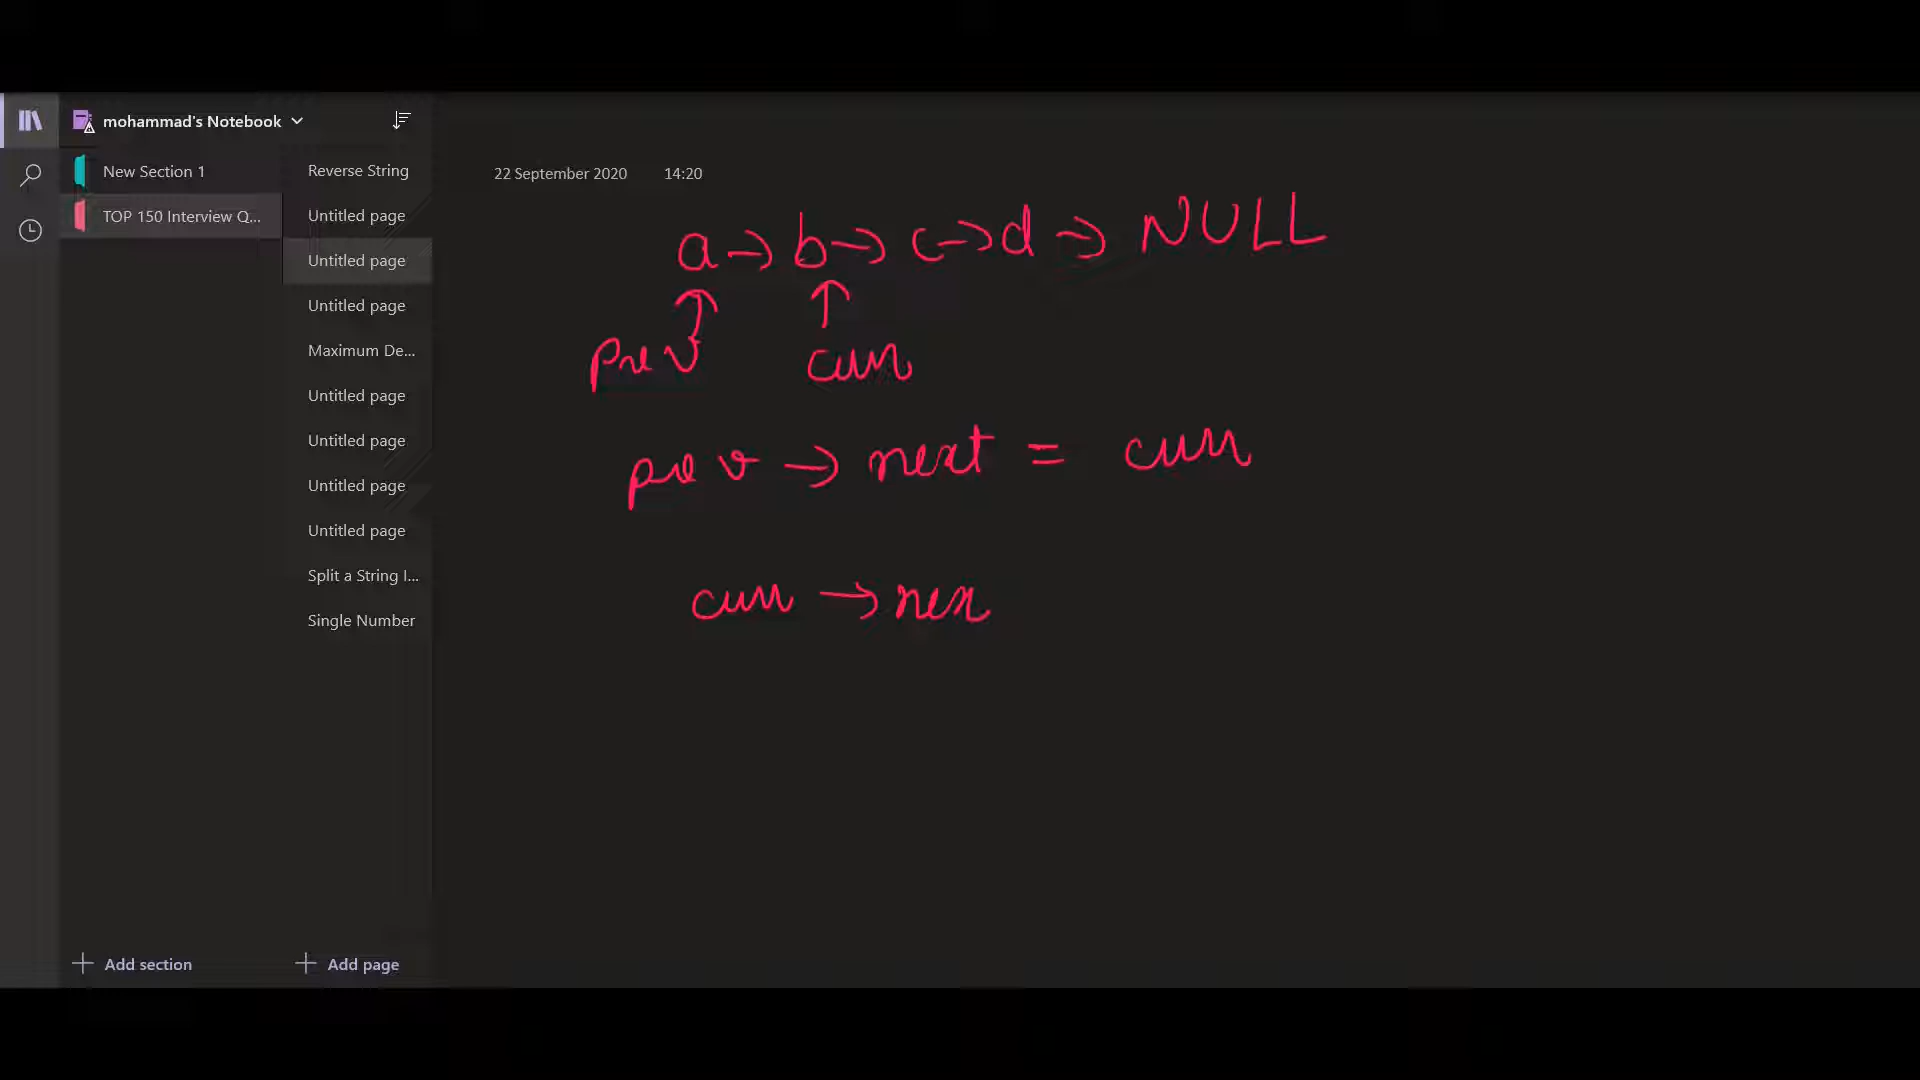 mohammad's Notebook
New Section 1
TOP 150 Interview Q...
Reverse String
Untitled page
Untitled page
Untitled page
Maximum De...
Untitled page
Untitled page
Untitled page
Untitled page
Split a String I...
Single Number
Add section
Add page
22 September 2020 14:20
a → b → c → d → NULL
prev curr
prev → next = curr
curr → nex